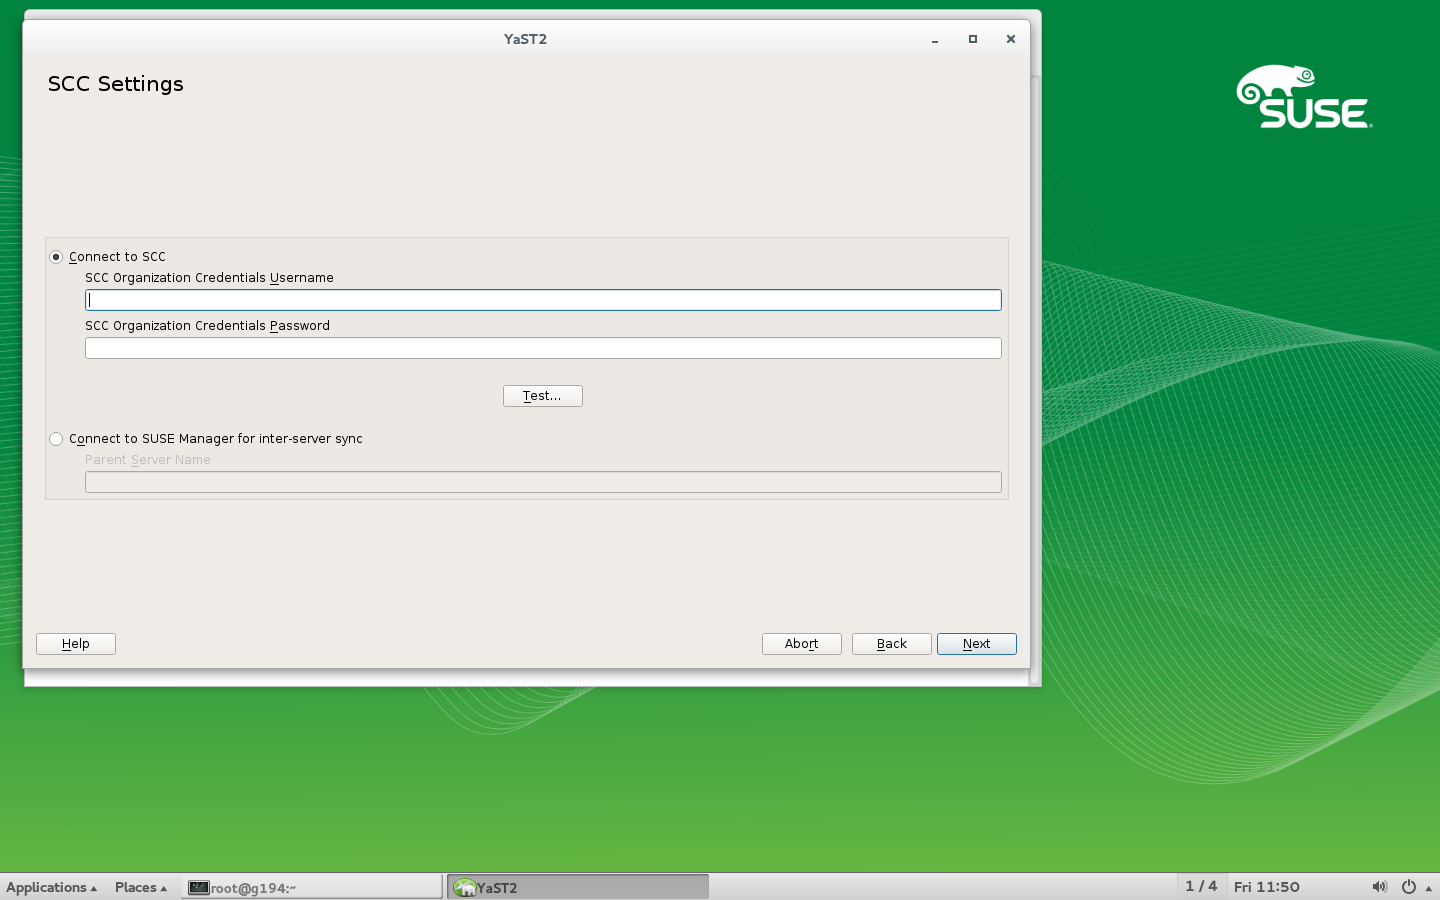 YaST2
SCC Settings
SUSE
Connect to SCC
SCC Organization Credentials Username
SCC Organization Credentials Password
Test...
Connect to SUSE Manager for inter-server sync
Parent Server Name
Help
Abort
Back
Next
Applications
Places
root@g194:~
YaST2
1 / 4
Fri 11:50